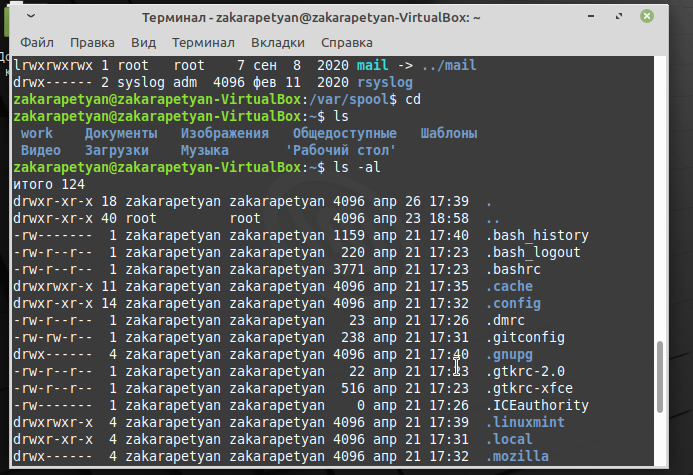 Терминал - zakarapetyan@zakarapetyan-VirtualBox: ~
Файл Правка Вид Терминал Вкладки Справка
lrwxrwxrwx 1 root   root    7 сен  8  2020 mail -> ../mail
drwx------ 2 syslog adm  4096 фев 11  2020 rsyslog
zakarapetyan@zakarapetyan-VirtualBox:/var/spool$ cd
zakarapetyan@zakarapetyan-VirtualBox:~$ ls
work    Документы   Изображения   Общедоступные   Шаблоны
Видео   Загрузки    Музыка       'Рабочий стол'
zakarapetyan@zakarapetyan-VirtualBox:~$ ls -al
итого 124
drwxr-xr-x 18 zakarapetyan zakarapetyan 4096 апр 26 17:39 .
drwxr-xr-x 40 root         root         4096 апр 23 18:58 ..
-rw-------  1 zakarapetyan zakarapetyan 1159 апр 21 17:40 .bash_history
-rw-r--r--  1 zakarapetyan zakarapetyan  220 апр 21 17:23 .bash_logout
-rw-r--r--  1 zakarapetyan zakarapetyan 3771 апр 21 17:23 .bashrc
drwxrwxr-x 11 zakarapetyan zakarapetyan 4096 апр 21 17:35 .cache
drwxr-xr-x 14 zakarapetyan zakarapetyan 4096 апр 21 17:32 .config
-rw-r--r--  1 zakarapetyan zakarapetyan   23 апр 21 17:26 .dmrc
-rw-rw-r--  1 zakarapetyan zakarapetyan  238 апр 21 17:31 .gitconfig
drwx------  4 zakarapetyan zakarapetyan 4096 апр 21 17:40 .gnupg
-rw-r--r--  1 zakarapetyan zakarapetyan   22 апр 21 17:23 .gtkrc-2.0
-rw-r--r--  1 zakarapetyan zakarapetyan  516 апр 21 17:23 .gtkrc-xfce
-rw-------  1 zakarapetyan zakarapetyan    0 апр 21 17:26 .ICEauthority
drwxrwxr-x  4 zakarapetyan zakarapetyan 4096 апр 21 17:39 .linuxmint
drwxr-xr-x  4 zakarapetyan zakarapetyan 4096 апр 21 17:31 .local
drwx------  4 zakarapetyan zakarapetyan 4096 апр 21 17:32 .mozilla